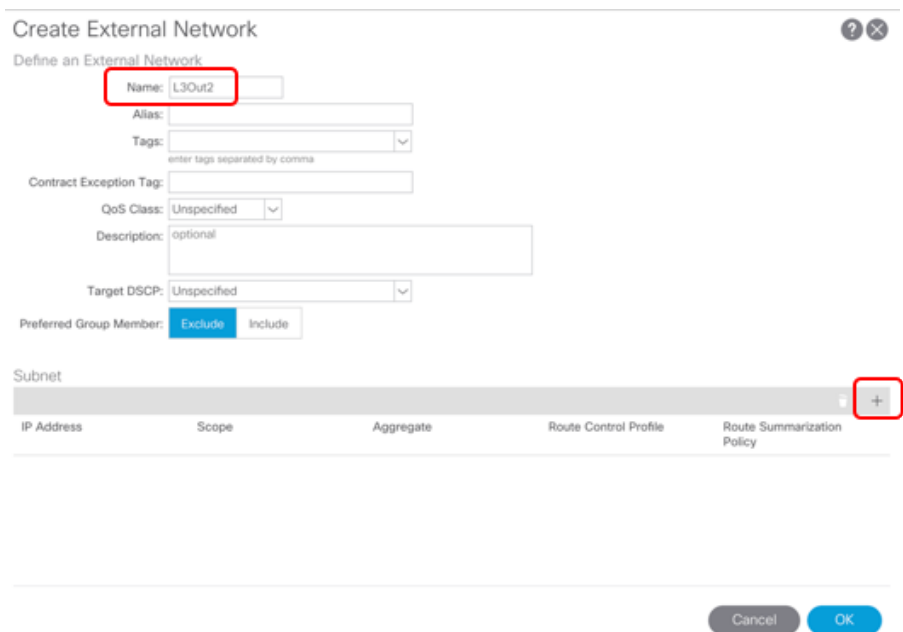 Create External Network
Define an External Network
Name: L3Out2
Alias:
Tags:
enter tags separated by comma
Contract Exception Tag:
QoS Class: Unspecified
Description: optional
Target DSCP: Unspecified
Preferred Group Member: Exclude Include
Subnet
IP Address Scope Aggregate Route Control Profile Route Summarization
Policy
Cancel OK